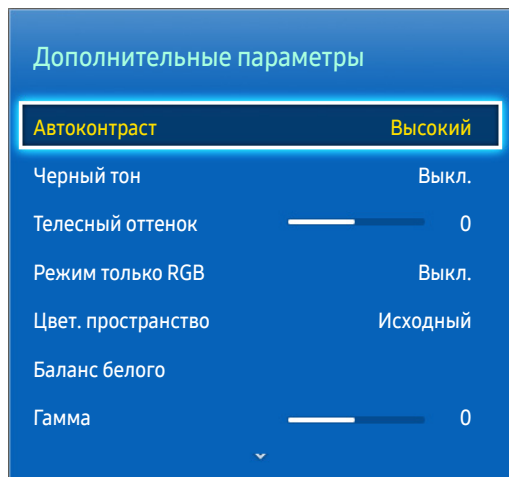 Дополнительные параметры
Автоконтраст Высокий
Черный тон Выкл.
Телесный оттенок 0
Режим только RGB Выкл.
Цвет. пространство Исходный
Баланс белого
Гамма 0